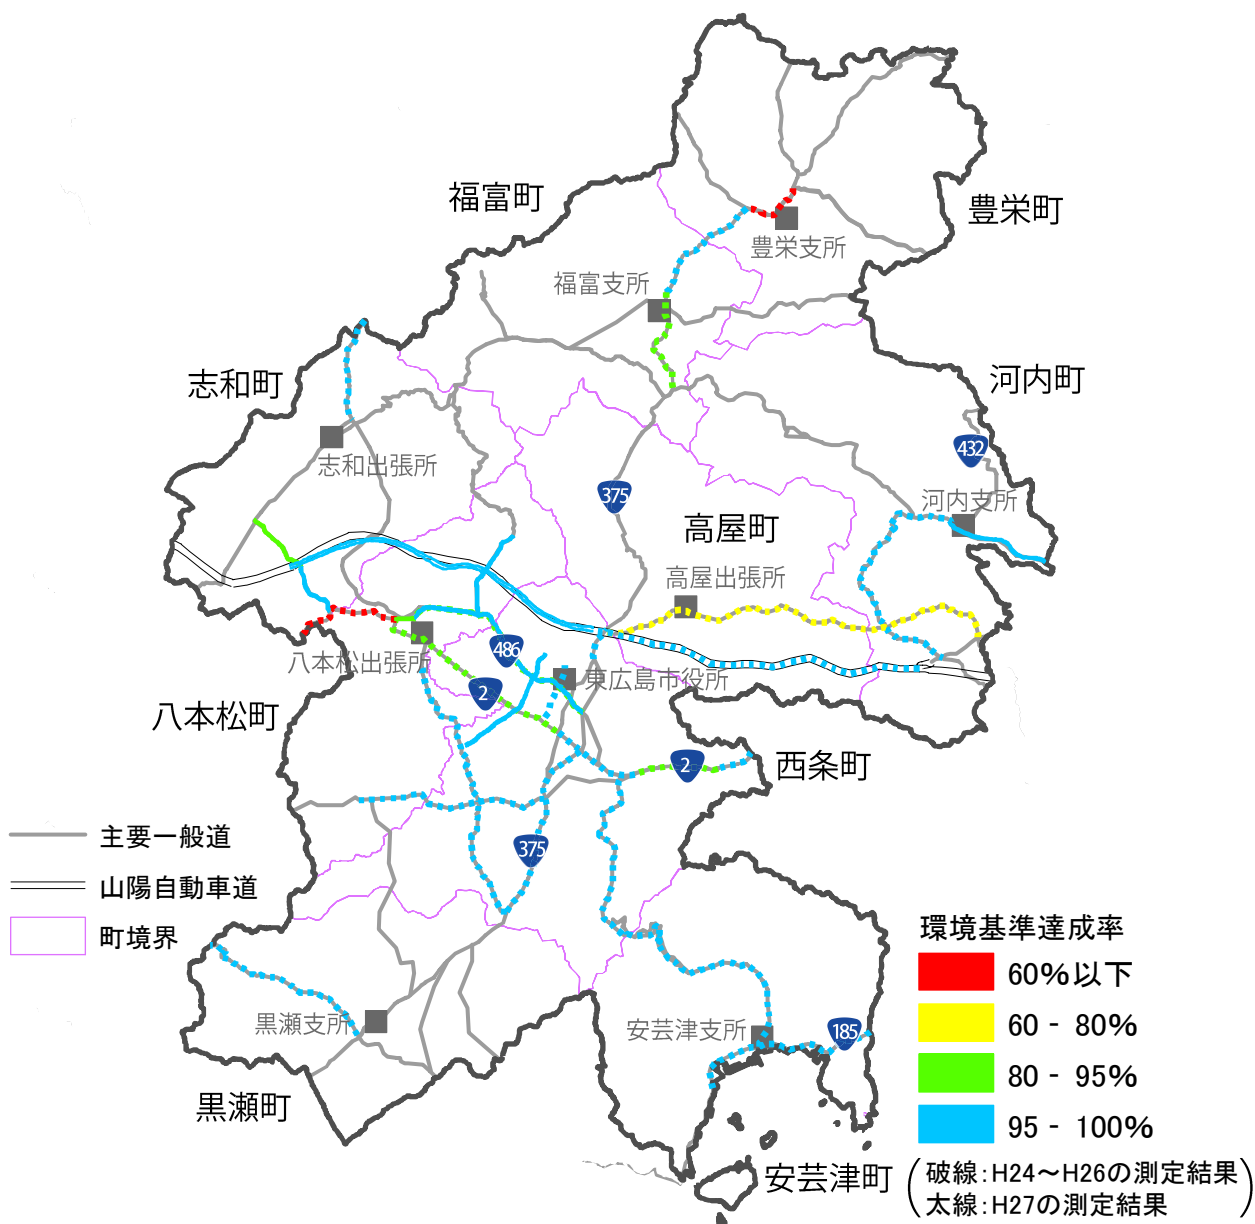 福富町
豊栄町
豊栄支所
福富支所
志和町
河内町
志和出張所
432
375
河内支所
高屋町
高屋出張所
486
八本松出張所
2
東広島市役所
八本松町
2
西条町
375
主要一般道
山陽自動車道
町境界
環境基準達成率
60%以下
60 - 80%
80 - 95%
95 - 100%
黒瀬支所
安芸津支所
185
黒瀬町
安芸津町
(破線:H24～H26の測定結果
太線:H27の測定結果)